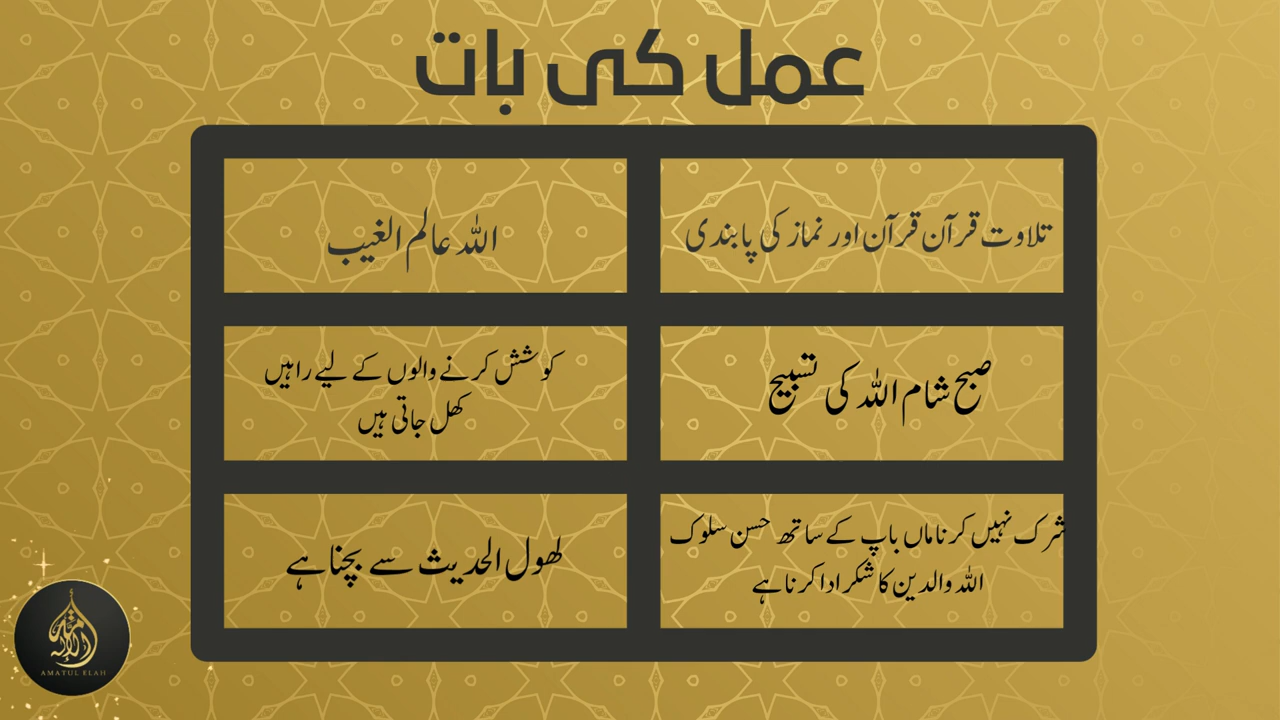 عمل کی بات
تلاوت قرآن قرآن اور نماز کی پابندی
اللہ عالم الغیب
صبح شام اللہ کی تسبیح
کوشش کرنے والوں کے لیے راہیں
کھل جاتی ہیں
شرک نہیں کرنا ماں باپ کے ساتھ حسن سلوک
اللہ والدین کا شکر ادا کرنا ہے
لھول الحدیث سے بچنا ہے
AMATUL ELAH